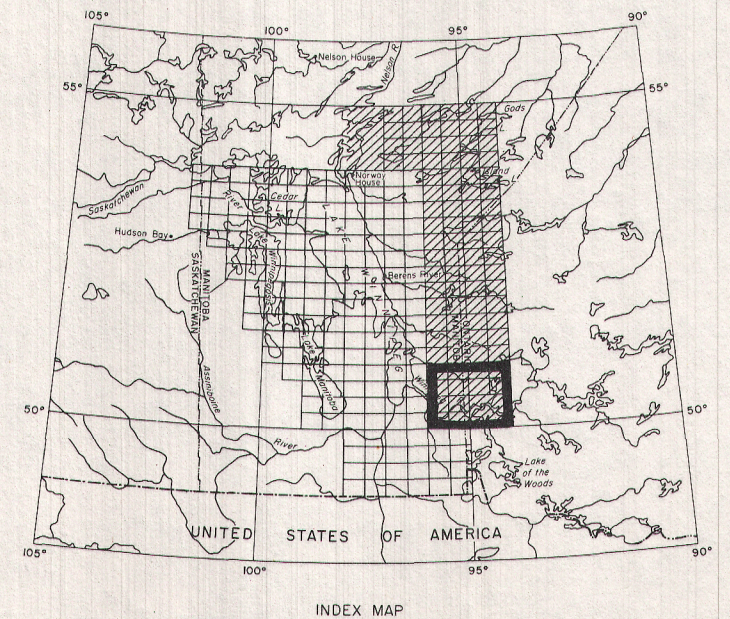 105°
100°
95°
90°
Nelson House
Nelson R
55°
55°
Gods
L
Norway
House
Island
L
Saskatchewan
River
Cedar
L
LAKE
Hudson Bay
Winnipegosis
Berens River
MANITOBA
SASKATCHEWAN
ONTARIO
MANITOBA
WINNIPEG
Lake
Manitoba
Assiniboine
50°
50°
River
Lake
of the
Woods
UNITED STATES OF AMERICA
105°
100°
95°
90°
INDEX MAP